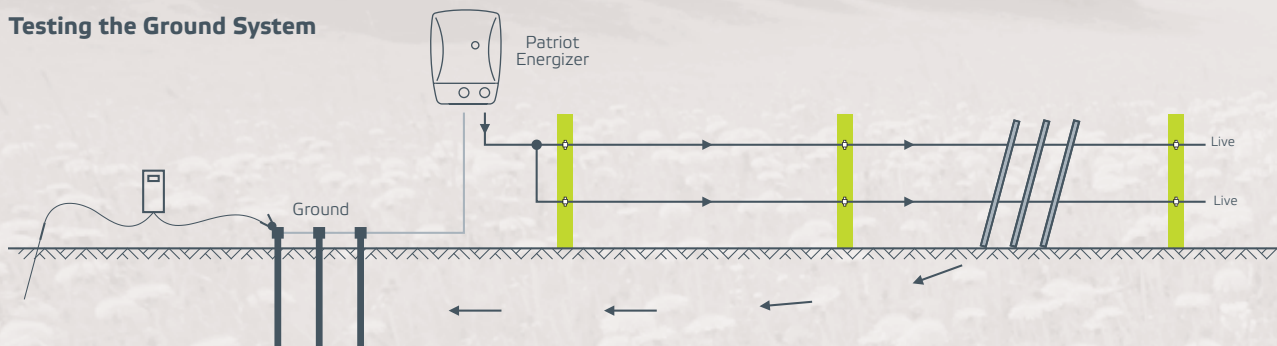 Testing the Ground System
Patriot
Energizer
Live
Ground
Live